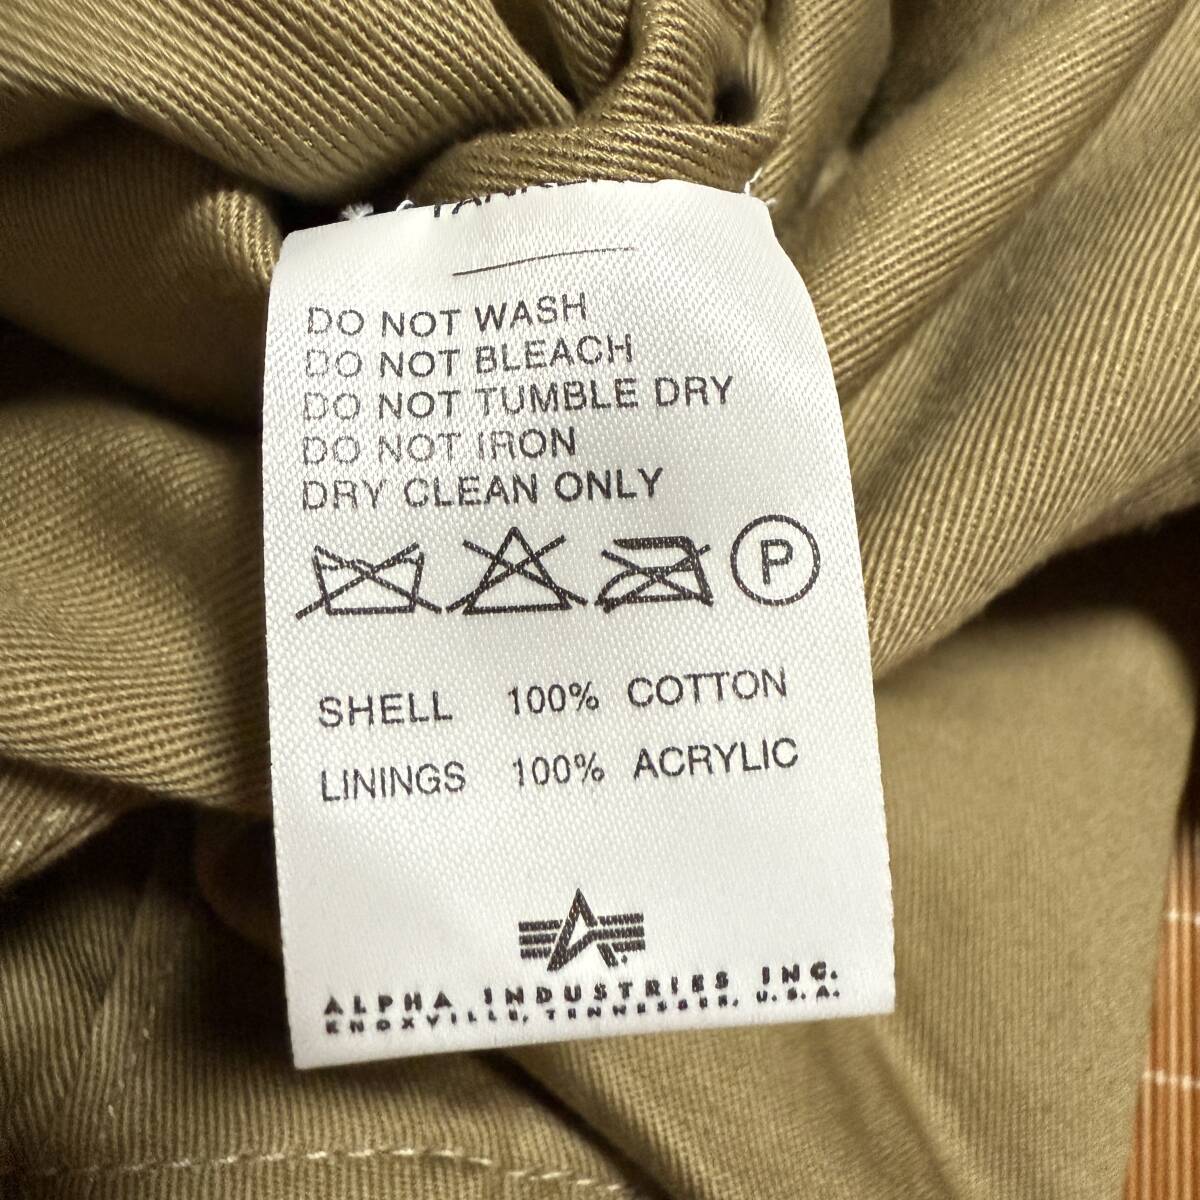 DO NOT WASH
DO NOT BLEACH
DO NOT TUMBLE DRY
DO NOT IRON
DRY CLEAN ONLY
P
SHELL 100% COTTON
LININGS 100% ACRYLIC
ALPHA INDUSTRIES INC.
KNOXVILLE, TENNESSEE, U.S.A.